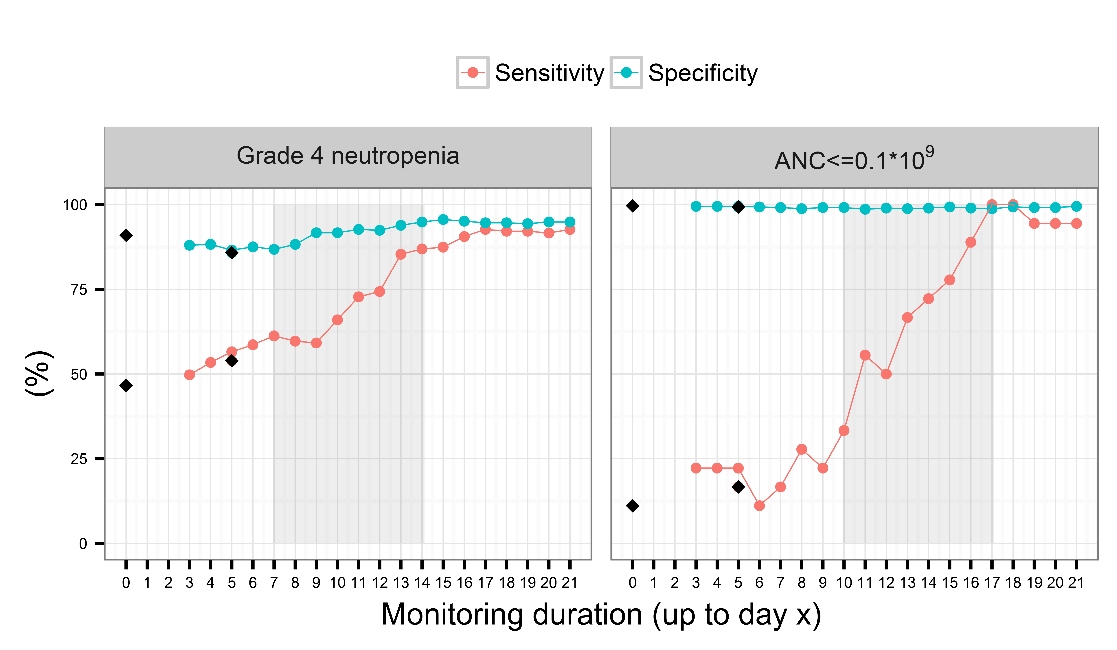 Sensitivity Specificity
Grade 4 neutropenia
ANC<=0.1*10^9
100
75
50
25
0
(%)
0 1 2 3 4 5 6 7 8 9 10 11 12 13 14 15 16 17 18 19 20 21
0 1 2 3 4 5 6 7 8 9 10 11 12 13 14 15 16 17 18 19 20 21
Monitoring duration (up to day x)